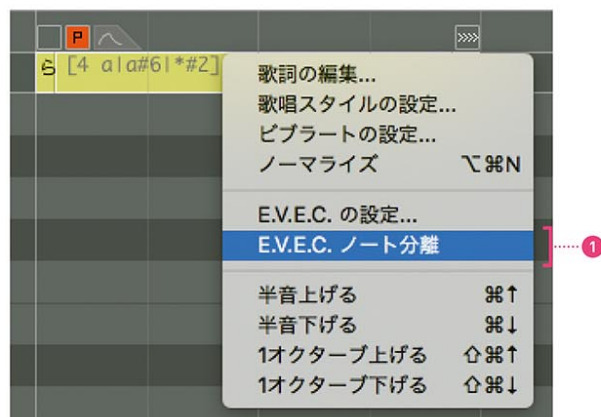 P
ら [4 a|a#6|*#2]
歌詞の編集...
歌唱スタイルの設定...
ビブラートの設定...
ノーマライズ ⌥⌘N
E.V.E.C. の設定...
E.V.E.C. ノート分離
1
半音上げる ⌘↑
半音下げる ⌘↓
1オクターブ上げる ⇧⌘↑
1オクターブ下げる ⇧⌘↓